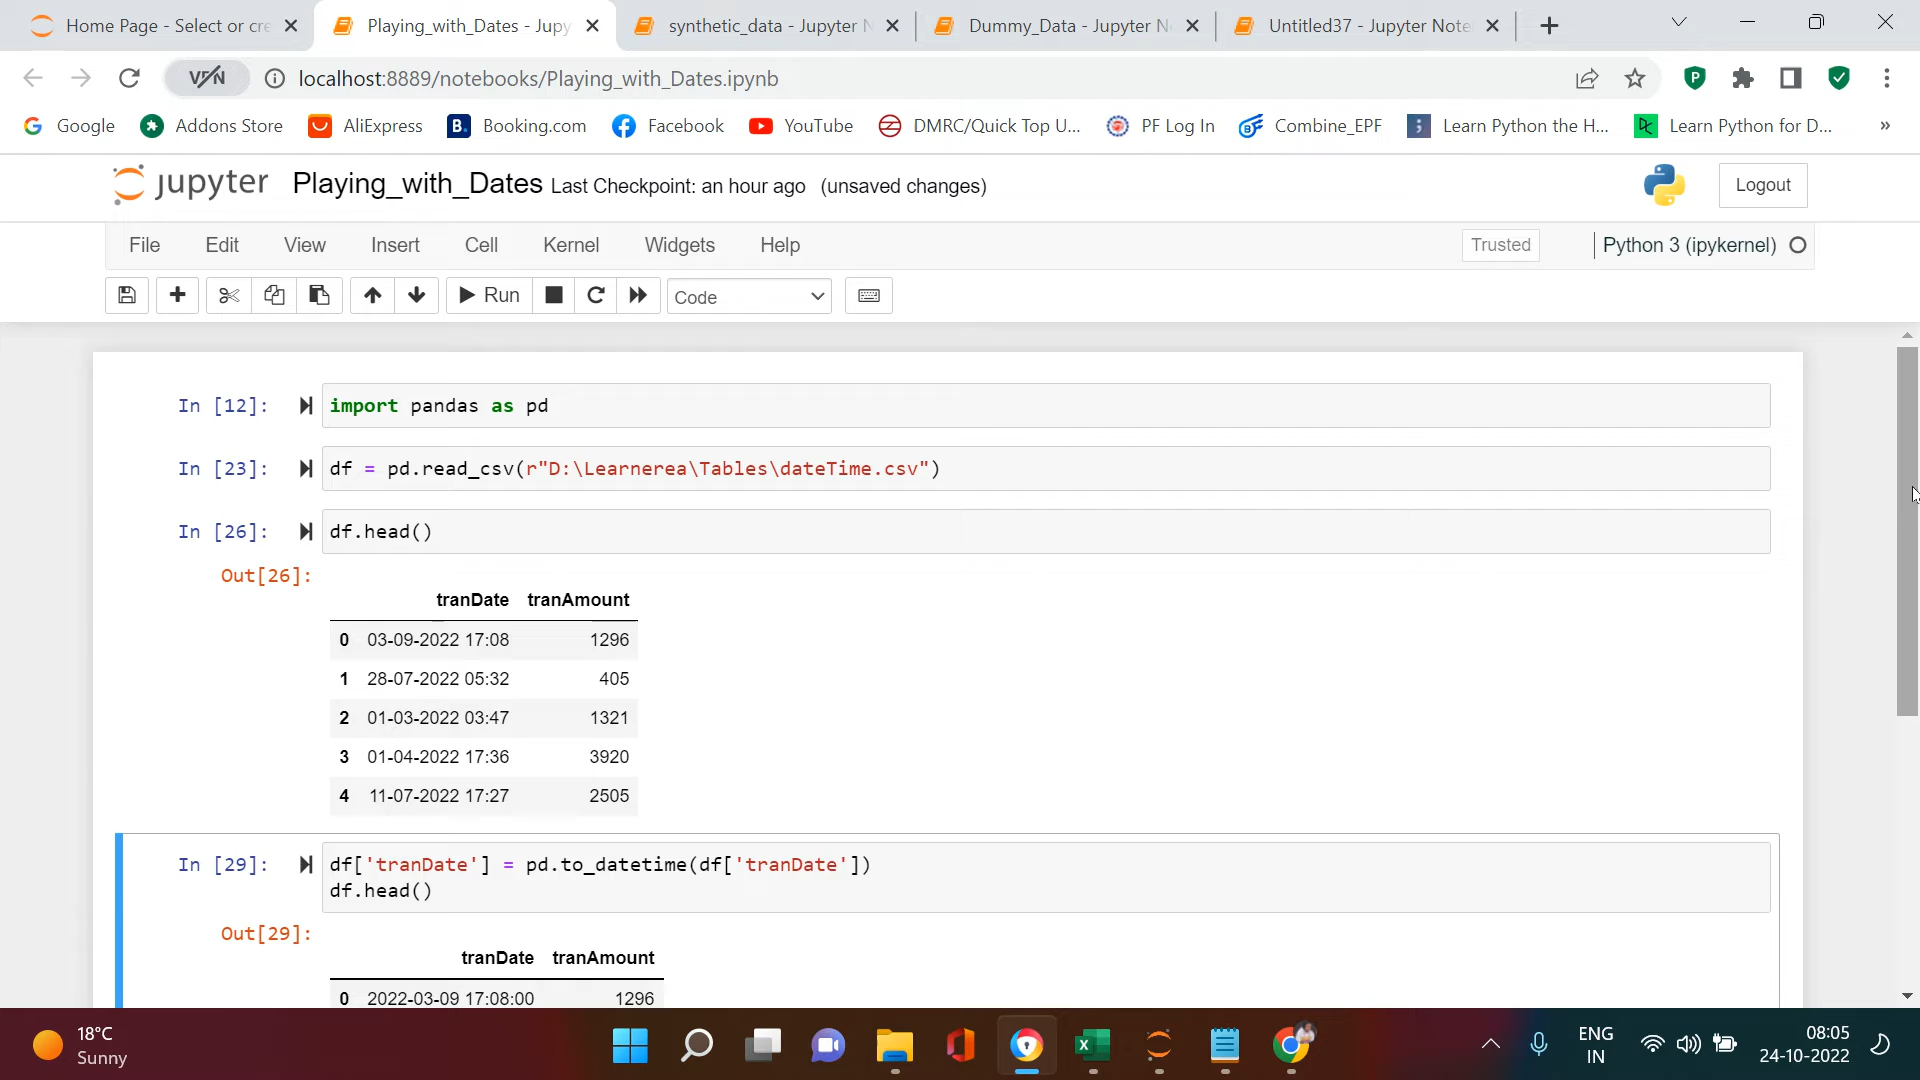 Home Page - Select or cre
Playing_with_Dates - Jupy
synthetic_data - Jupyter N
Dummy_Data - Jupyter N
Untitled37 - Jupyter Note
VPN
localhost:8889/notebooks/Playing_with_Dates.ipynb
Google
Addons Store
AliExpress
Booking.com
Facebook
YouTube
DMRC/Quick Top U...
PF Log In
Combine_EPF
Learn Python the H...
Learn Python for D...
»
jupyter Playing_with_Dates Last Checkpoint: an hour ago (unsaved changes)
Logout
File Edit View Insert Cell Kernel Widgets Help
Trusted
Python 3 (ipykernel)
Run
Code
In [12]: import pandas as pd
In [23]: df = pd.read_csv(r"D:\Learnerea\Tables\dateTime.csv")
In [26]: df.head()
Out[26]:
tranDate tranAmount
0 03-09-2022 17:08 1296
1 28-07-2022 05:32 405
2 01-03-2022 03:47 1321
3 01-04-2022 17:36 3920
4 11-07-2022 17:27 2505
In [29]: df['tranDate'] = pd.to_datetime(df['tranDate'])
df.head()
Out[29]:
tranDate tranAmount
0 2022-03-09 17:08:00 1296
18°C
Sunny
ENG
IN
08:05
24-10-2022